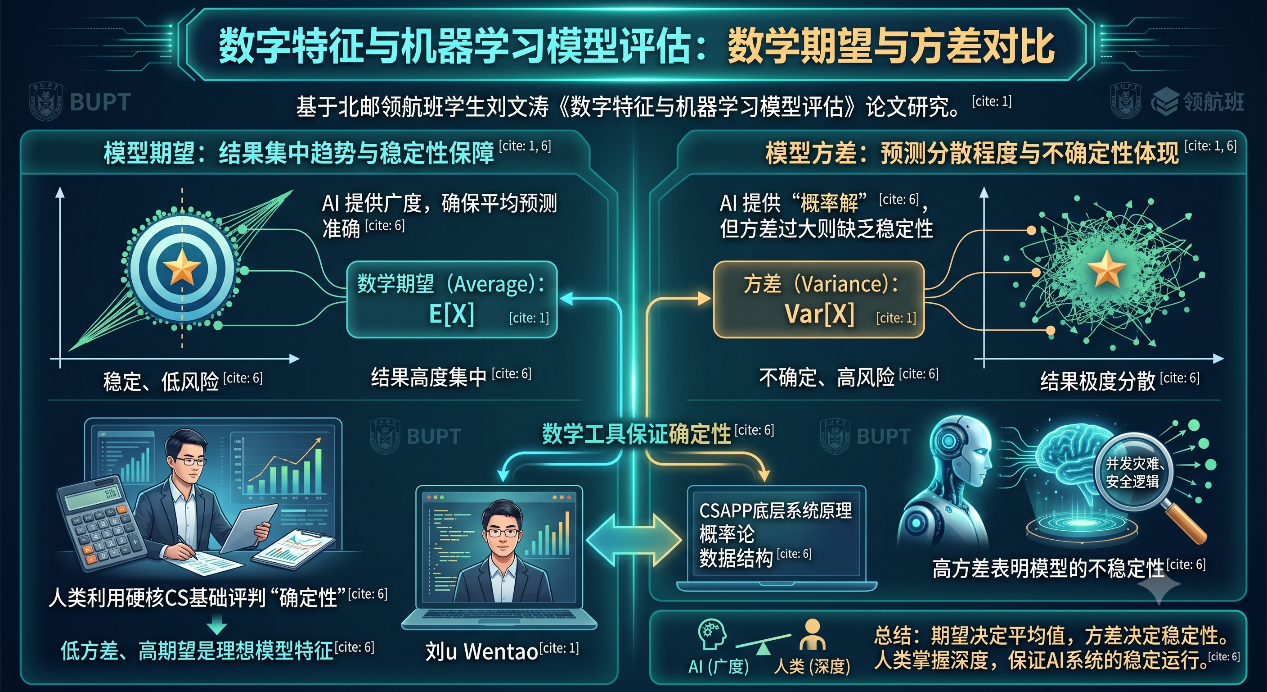 数字特征与机器学习模型评估：数学期望与方差对比
BUPT
领航班
基于北邮领航班学生刘文涛《数字特征与机器学习模型评估》论文研究。[cite: 1]
模型期望：结果集中趋势与稳定性保障 [cite: 1, 6]
AI 提供广度，确保平均预测
准确 [cite: 6]
数学期望（Average）：
E[X] [cite: 1]
稳定、低风险 [cite: 6]
结果高度集中 [cite: 6]
模型方差：预测分散程度与不确定性体现 [cite: 1, 6]
AI 提供“概率解” [cite: 6]，
但方差过大则缺乏稳定性
方差（Variance）：
Var[X] [cite: 1]
不确定、高风险 [cite: 6]
结果极度分散 [cite: 6]
BUPT
数学工具保证确定性 [cite: 6]
BUPT
人类利用硬核CS基础评判“确定性” [cite: 6]
低方差、高期望是理想模型特征 [cite: 6]
刘u Wentao [cite: 1]
CSAPP底层系统原理
概率论
数据结构 [cite: 6]
并发灾难、
安全逻辑
高方差表明模型的不稳定性 [cite: 6]
AI (广度)
人类 (深度)
总结：期望决定平均值，方差决定稳定性。
人类掌握深度，保证AI系统的稳定运行。[cite: 6]